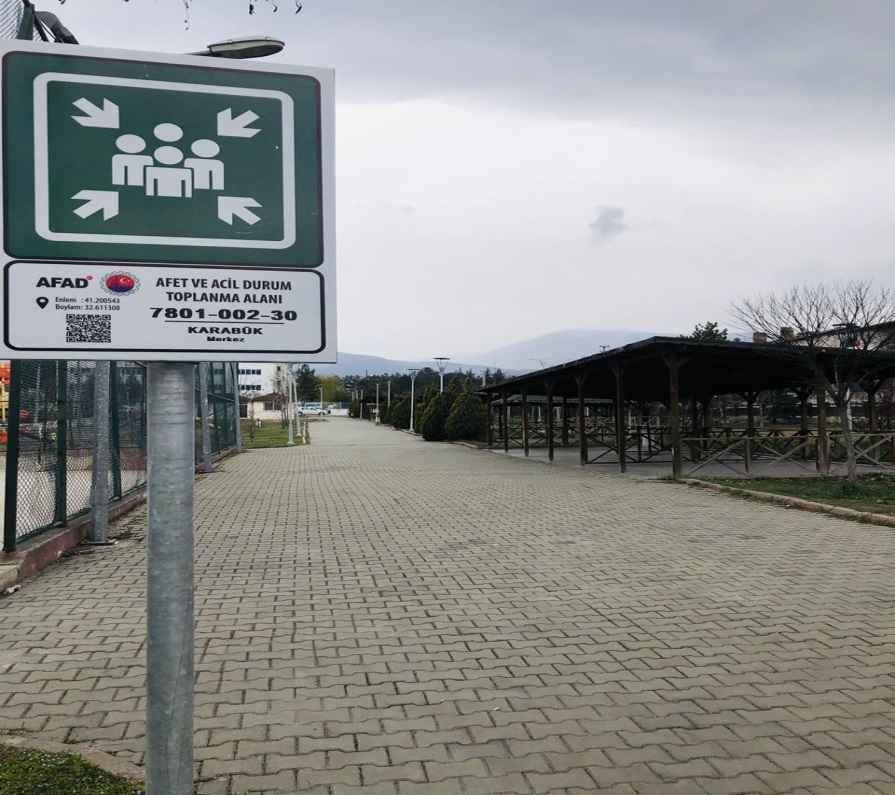 AFAD
Enlem : 41.200543
Boylam: 32.611308
AFET VE ACİL DURUM
TOPLANMA ALANI
7801-002-30
KARABÜK
Merkez